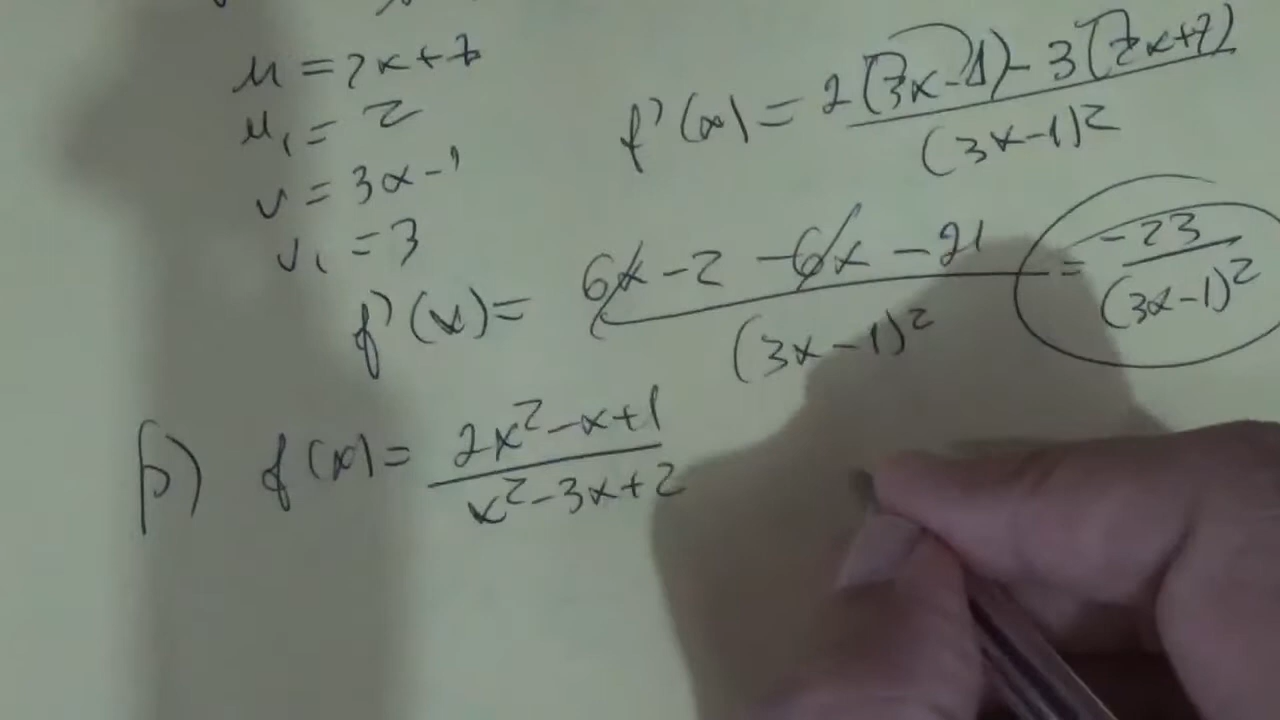 u = 2x+7
u₁ = 2
v = 3x-1
v₁ = 3
f'(x) = 2(3x-1) - 3(2x+7) / (3x-1)²
f'(x) = 6x - 2 - 6x - 21 / (3x-1)² = -23 / (3x-1)²
b) f(x) = 2x²-x+1 / x²-3x+2